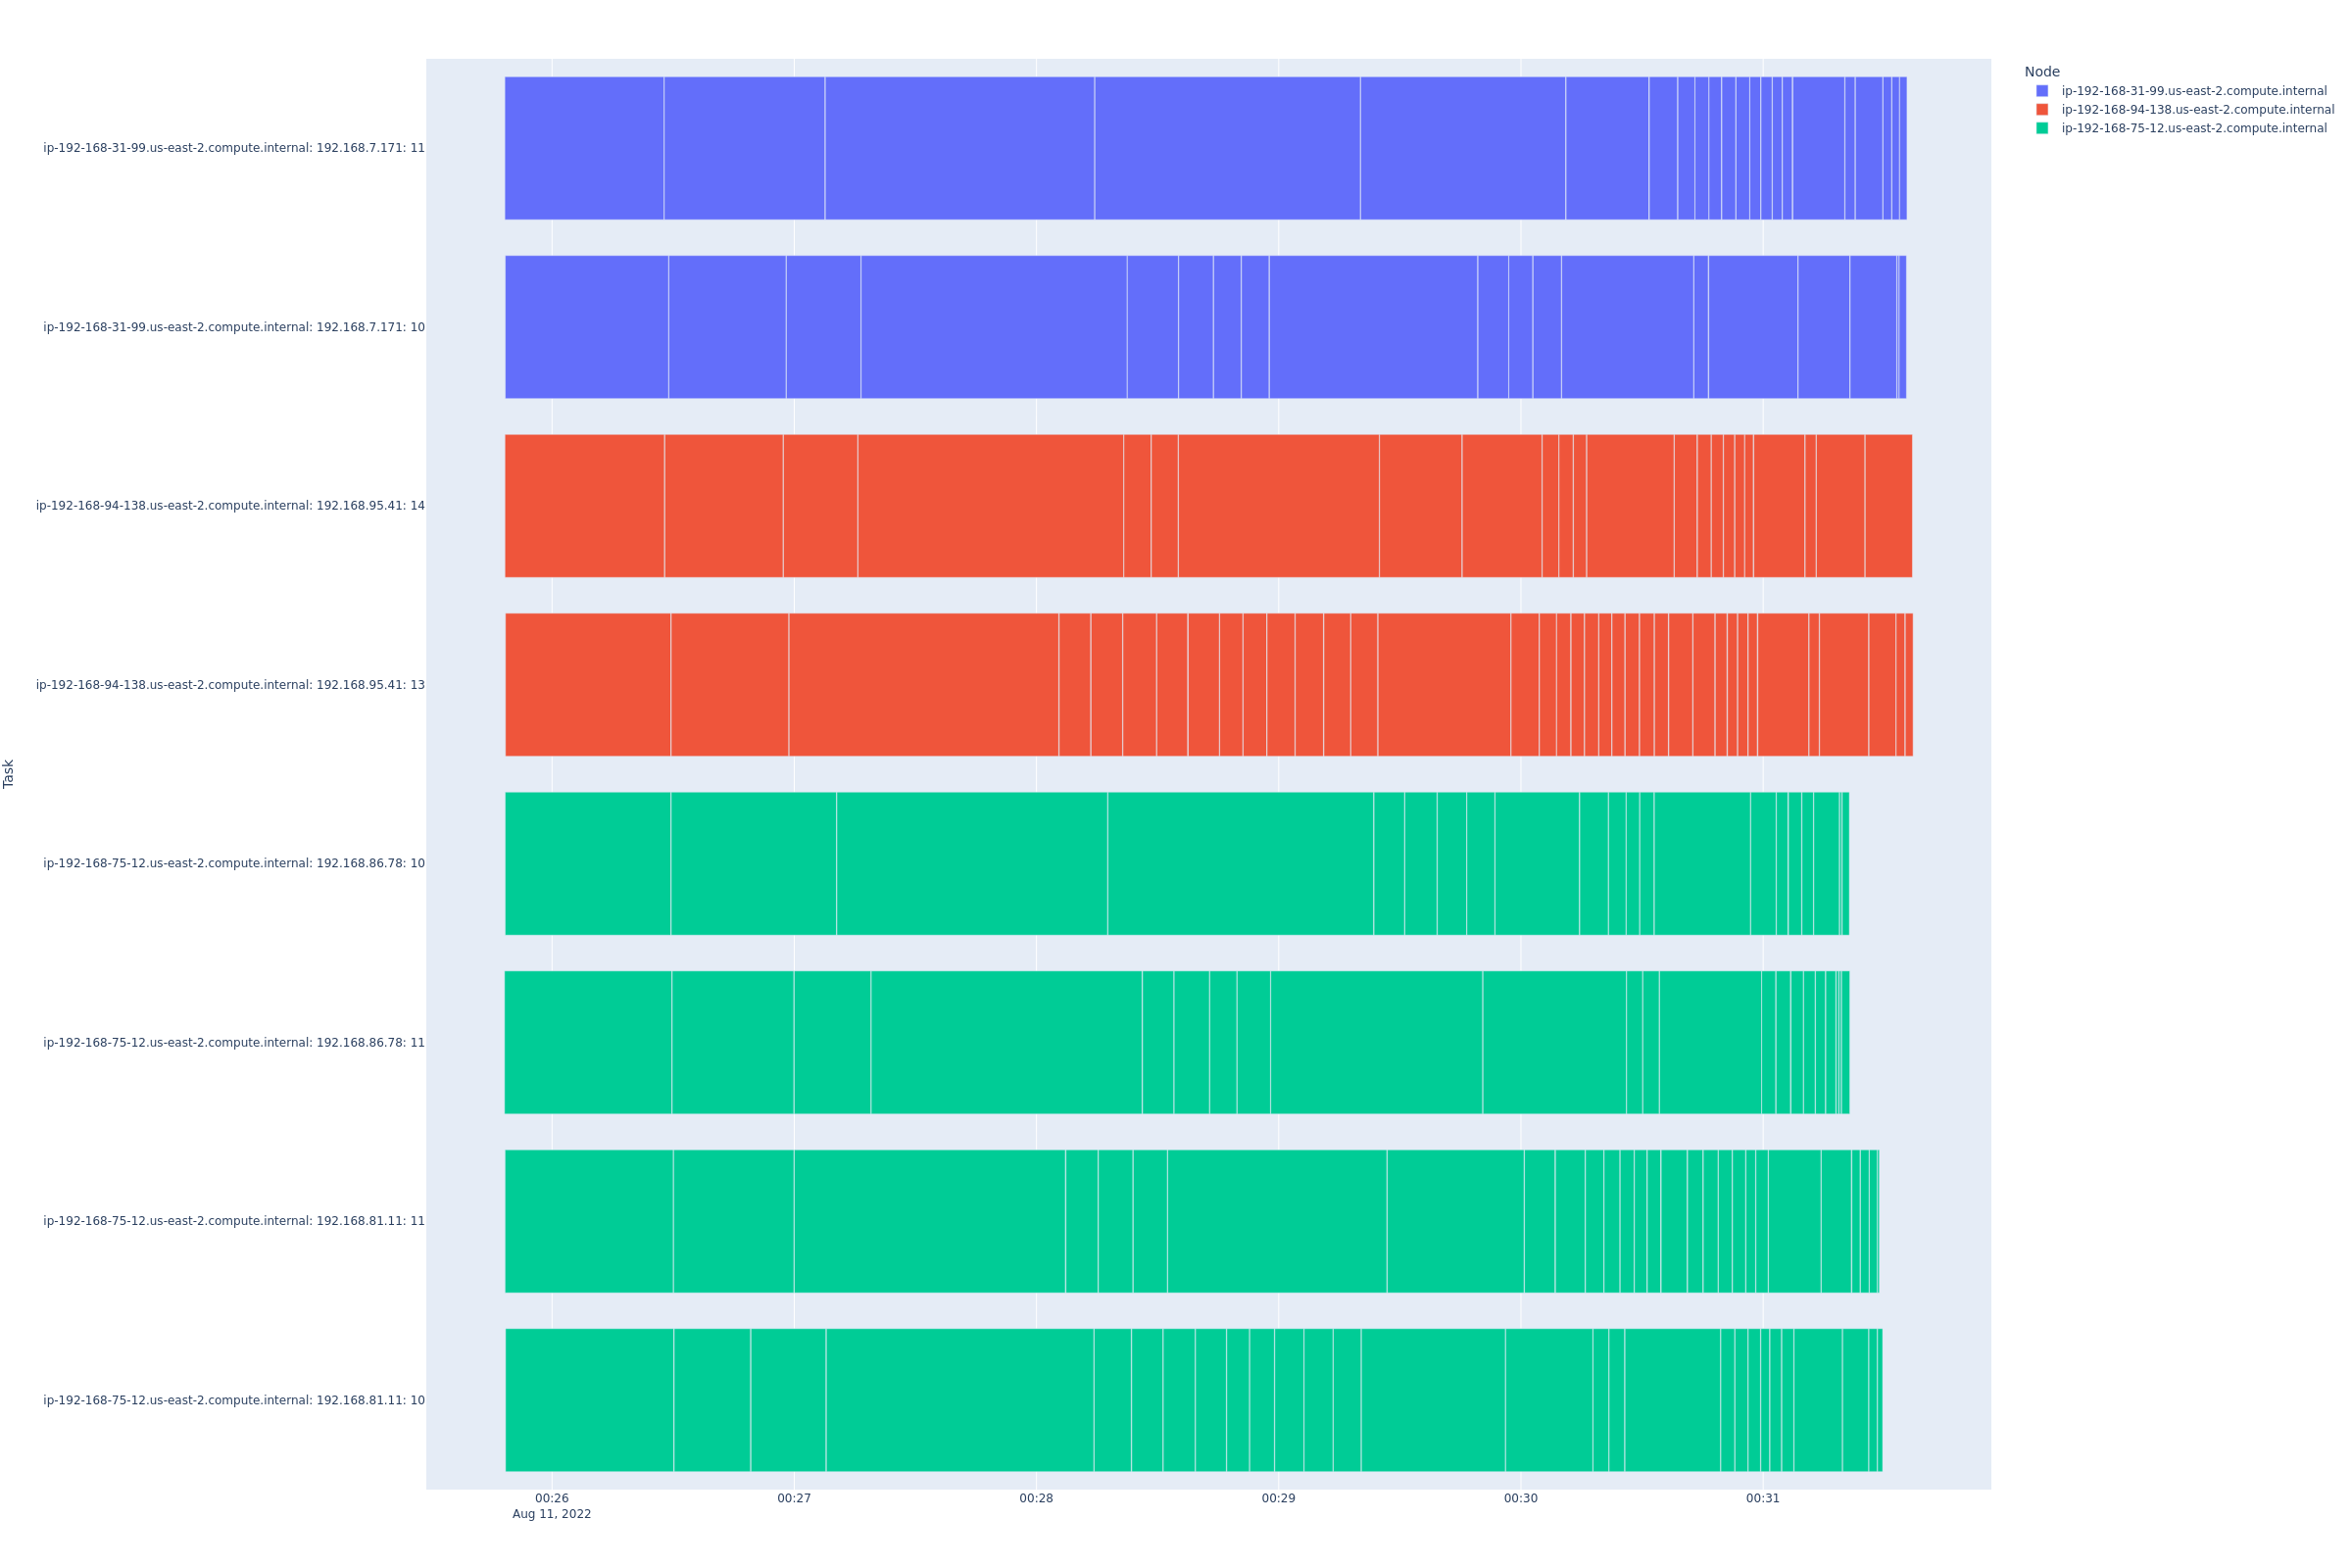 Node
ip-192-168-31-99.us-east-2.compute.internal
ip-192-168-94-138.us-east-2.compute.internal
ip-192-168-75-12.us-east-2.compute.internal
ip-192-168-31-99.us-east-2.compute.internal: 192.168.7.171: 11
ip-192-168-31-99.us-east-2.compute.internal: 192.168.7.171: 10
ip-192-168-94-138.us-east-2.compute.internal: 192.168.95.41: 14
ip-192-168-94-138.us-east-2.compute.internal: 192.168.95.41: 13
Task
ip-192-168-75-12.us-east-2.compute.internal: 192.168.86.78: 10
ip-192-168-75-12.us-east-2.compute.internal: 192.168.86.78: 11
ip-192-168-75-12.us-east-2.compute.internal: 192.168.81.11: 11
ip-192-168-75-12.us-east-2.compute.internal: 192.168.81.11: 10
00:26 00:27 00:28 00:29 00:30 00:31
Aug 11, 2022